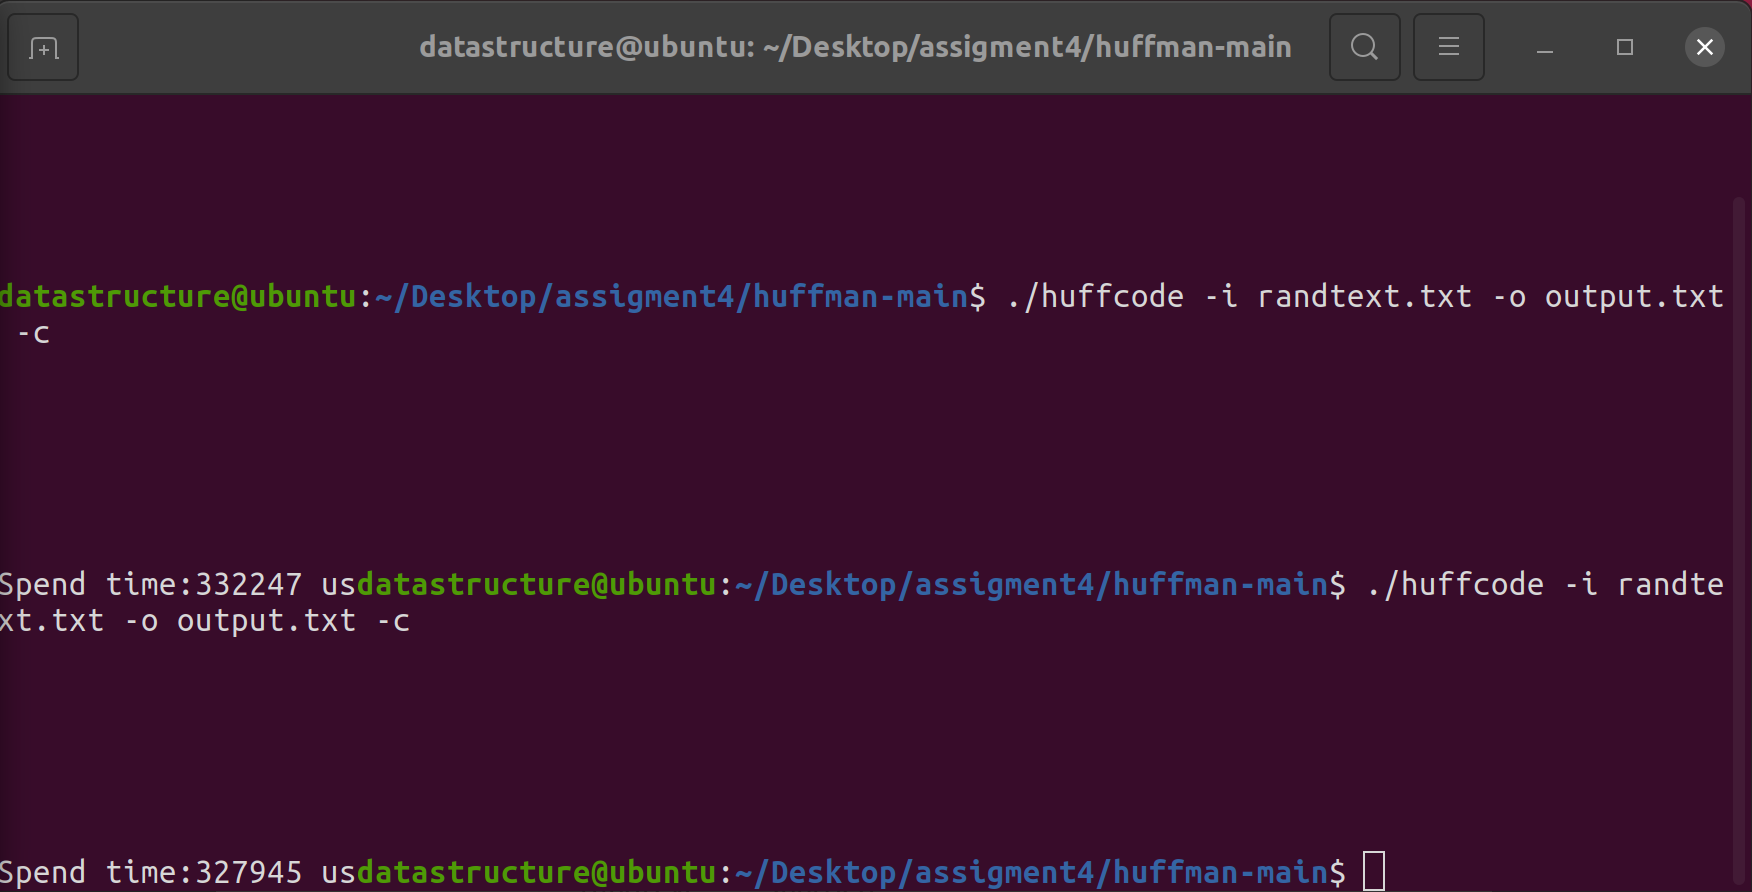 datastructure@ubuntu: ~/Desktop/assigment4/huffman-main
datastructure@ubuntu:~/Desktop/assigment4/huffman-main$ ./huffcode -i randtext.txt -o output.txt
-c
Spend time:332247 usdatastructure@ubuntu:~/Desktop/assigment4/huffman-main$ ./huffcode -i randte
xt.txt -o output.txt -c
Spend time:327945 usdatastructure@ubuntu:~/Desktop/assigment4/huffman-main$